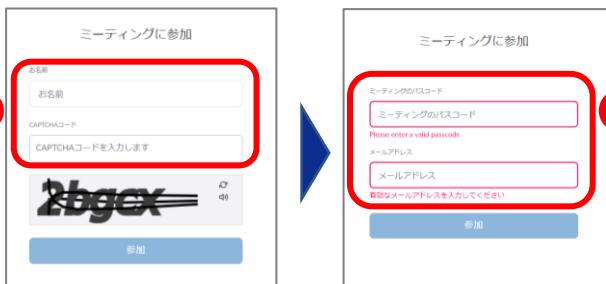 ミーティングに参加
お名前
お名前
CAPTCHAコード
CAPTCHAコードを入力します
2bgcx
参加
ミーティングに参加
ミーティングのパスコード
ミーティングのパスコード
Please enter a valid passcode
メールアドレス
メールアドレス
有効なメールアドレスを入力してください
参加